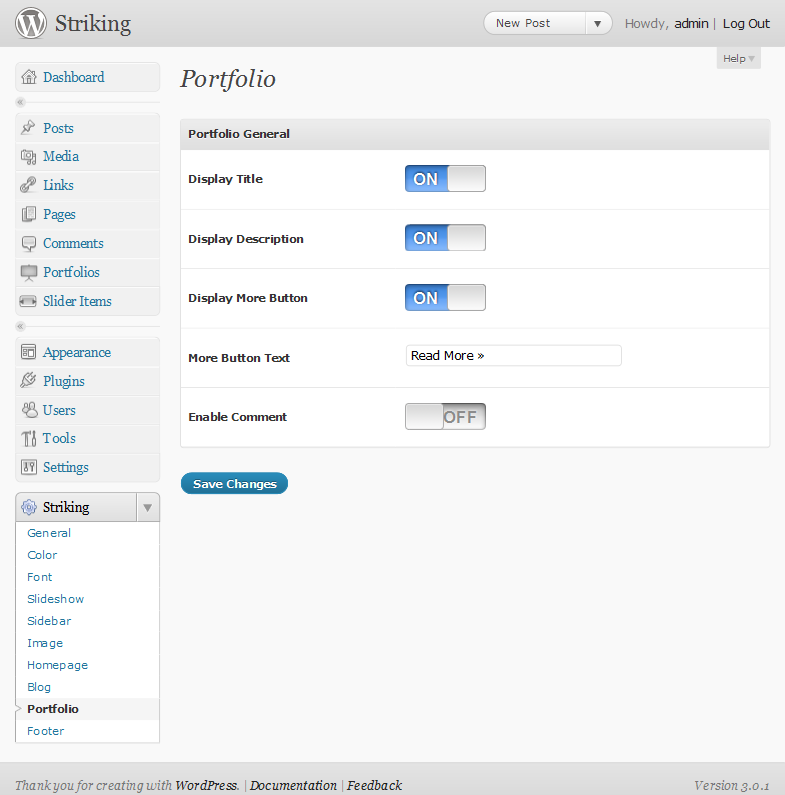 Striking
New Post
Howdy, admin | Log Out
Help
Dashboard
Posts
Media
Links
Pages
Comments
Portfolios
Slider Items
Appearance
Plugins
Users
Tools
Settings
Striking
General
Color
Font
Slideshow
Sidebar
Image
Homepage
Blog
Portfolio
Footer
Portfolio
Portfolio General
Display Title ON
Display Description ON
Display More Button ON
More Button Text Read More »
Enable Comment OFF
Save Changes
Thank you for creating with WordPress. | Documentation | Feedback
Version 3.0.1